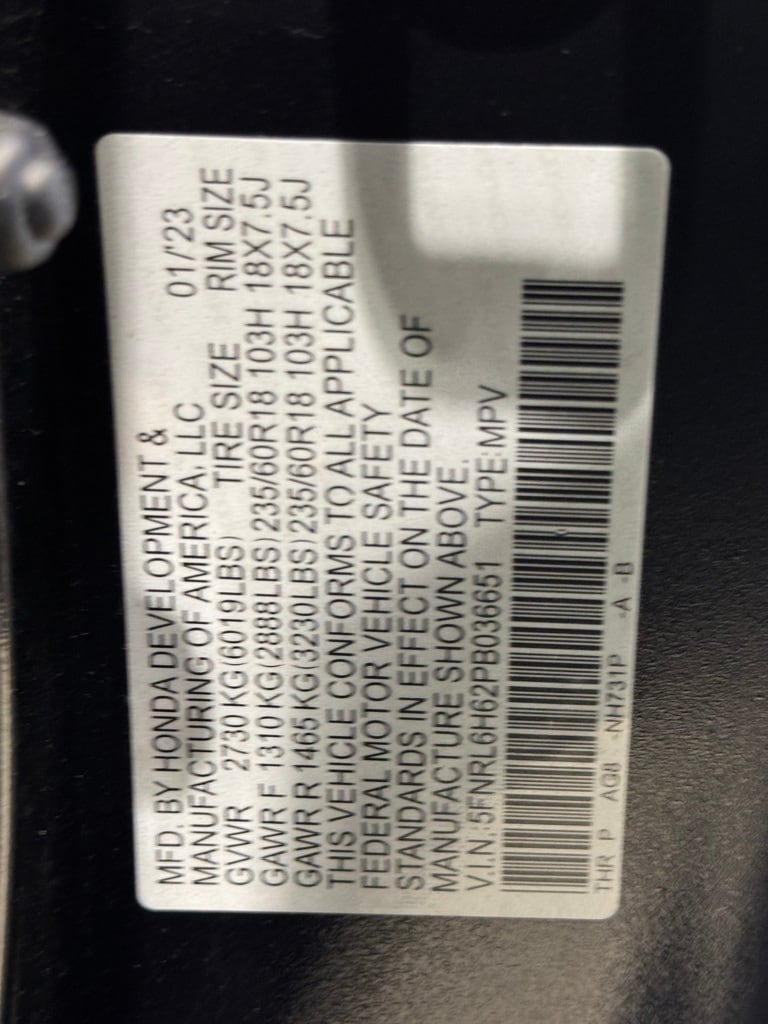 MFD. BY HONDA DEVELOPMENT &
MANUFACTURING OF AMERICA, LLC 01/'23
GVWR 2730 KG(6019LBS) TIRE SIZE RIM SIZE
GAWR F 1310 KG(2888LBS) 235/60R18 103H 18X7.5J
GAWR R 1465 KG(3230LBS) 235/60R18 103H 18X7.5J
THIS VEHICLE CONFORMS TO ALL APPLICABLE
FEDERAL MOTOR VEHICLE SAFETY
STANDARDS IN EFFECT ON THE DATE OF
MANUFACTURE SHOWN ABOVE.
V.I.N.:5FNRL6H62PB036651 TYPE:MPV
THR P AG8 -NH731P -A -B